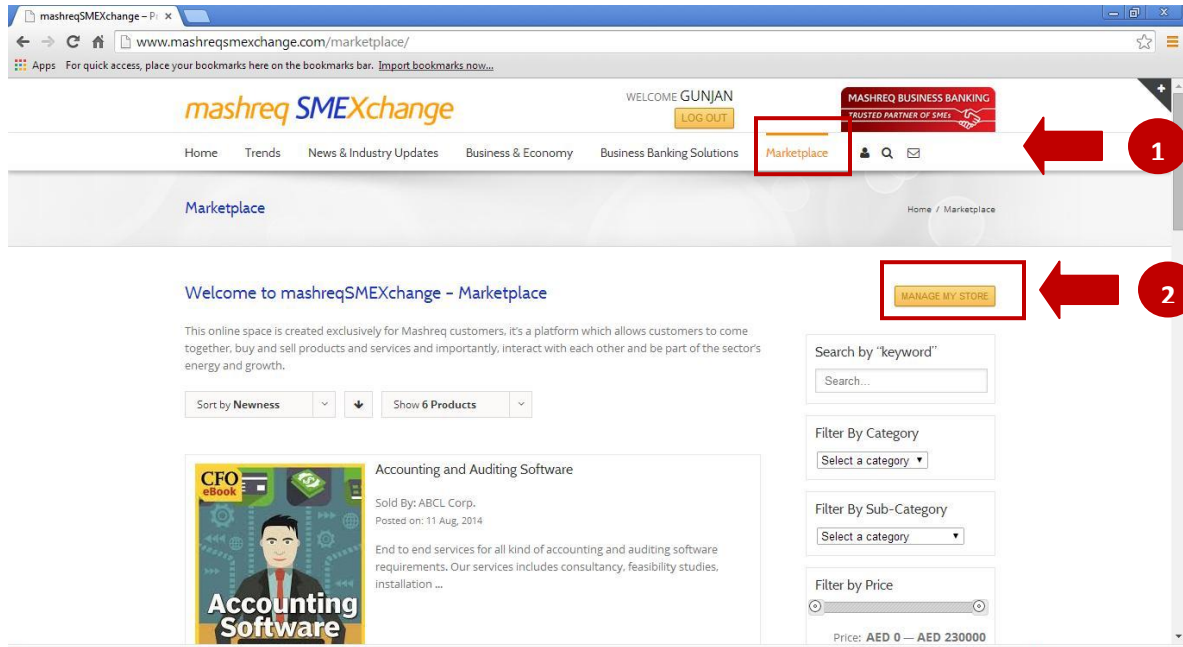 mashreqSMEXchange – Pr
www.mashreqsmexchange.com/marketplace/
Apps For quick access, place your bookmarks here on the bookmarks bar. Import bookmarks now...
mashreq SMEXchange
WELCOME GUNJAN
LOG OUT
MASHREQ BUSINESS BANKING
TRUSTED PARTNER OF SMEs
Home Trends News & Industry Updates Business & Economy Business Banking Solutions Marketplace
1
Marketplace
Home / Marketplace
Welcome to mashreqSMEXchange – Marketplace
MANAGE MY STORE
2
This online space is created exclusively for Mashreq customers, it's a platform which allows customers to come
together, buy and sell products and services and importantly, interact with each other and be part of the sector's
energy and growth.
Sort by Newness
Show 6 Products
Search by "keyword"
Search...
Filter By Category
Select a category
Filter By Sub-Category
Select a category
Filter by Price
Price: AED 0 — AED 230000
CFO
eBook
Accounting
Software
Accounting and Auditing Software
Sold By: ABCL Corp.
Posted on: 11 Aug, 2014
End to end services for all kind of accounting and auditing software
requirements. Our services includes consultancy, feasibility studies,
installation ...